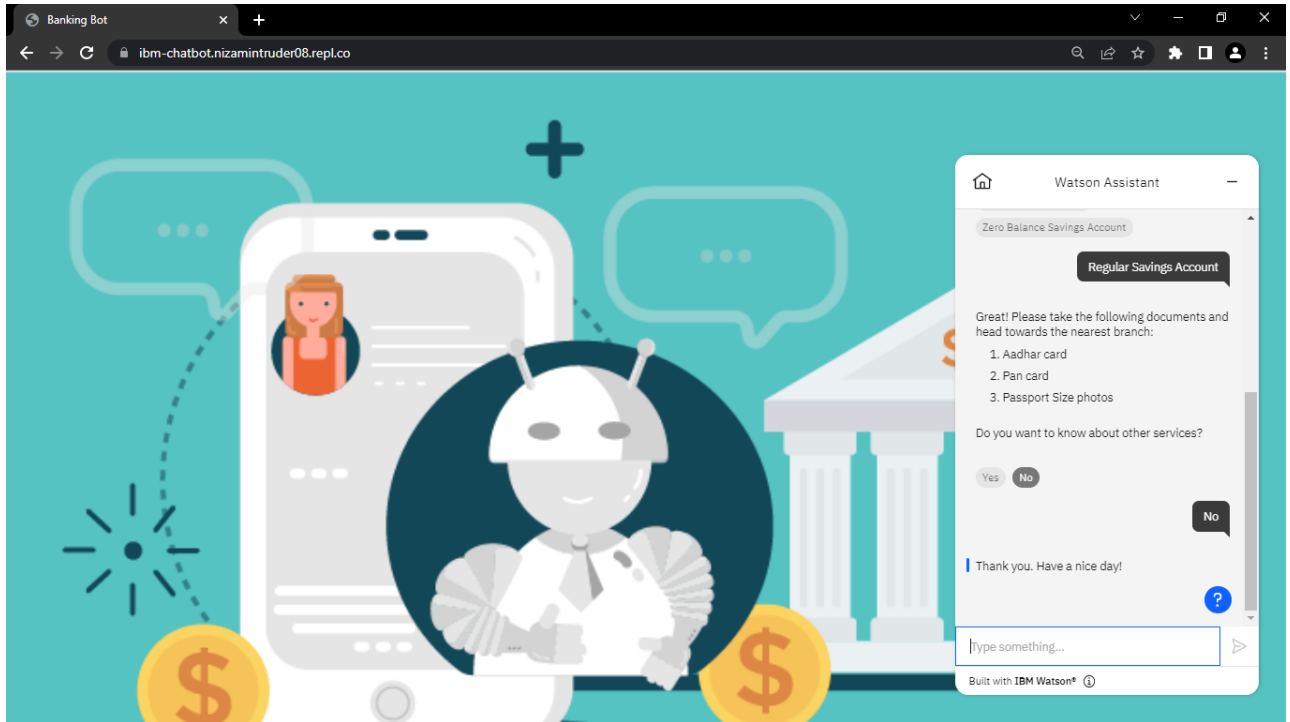 Banking Bot
ibm-chatbot.nizamintruder08.repl.co
Watson Assistant
Zero Balance Savings Account
Regular Savings Account
Great! Please take the following documents and
head towards the nearest branch:
1. Aadhar card
2. Pan card
3. Passport Size photos
Do you want to know about other services?
Yes No
No
Thank you. Have a nice day!
?
Type something...
Built with IBM Watson®
$ $